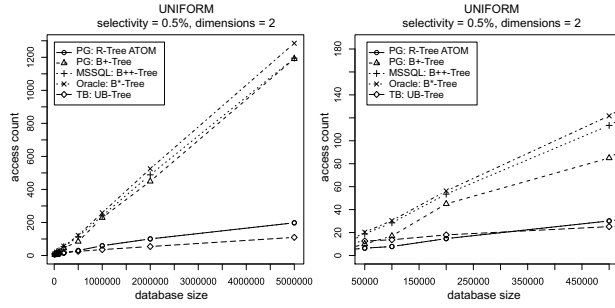 UNIFORM
selectivity = 0.5%, dimensions = 2
PG: R-Tree ATOM
PG: B+-Tree
MSSQL: B++-Tree
Oracle: B*-Tree
TB: UB-Tree
access count
0 200 400 600 800 1000 1200
0 1000000 2000000 3000000 4000000 5000000
database size
UNIFORM
selectivity = 0.5%, dimensions = 2
PG: R-Tree ATOM
PG: B+-Tree
MSSQL: B++-Tree
Oracle: B*-Tree
TB: UB-Tree
access count
0 20 40 60 80 120 160
50000 150000 250000 350000 450000
database size